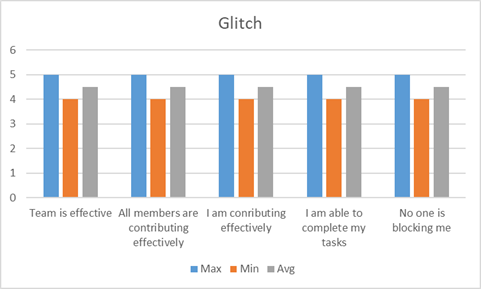 Glitch
6
5
4
3
2
1
0
Team is effective
All members are
contributing
effectively
I am conributing
effectively
I am able to
complete my
tasks
No one is
blocking me
Max
Min
Avg